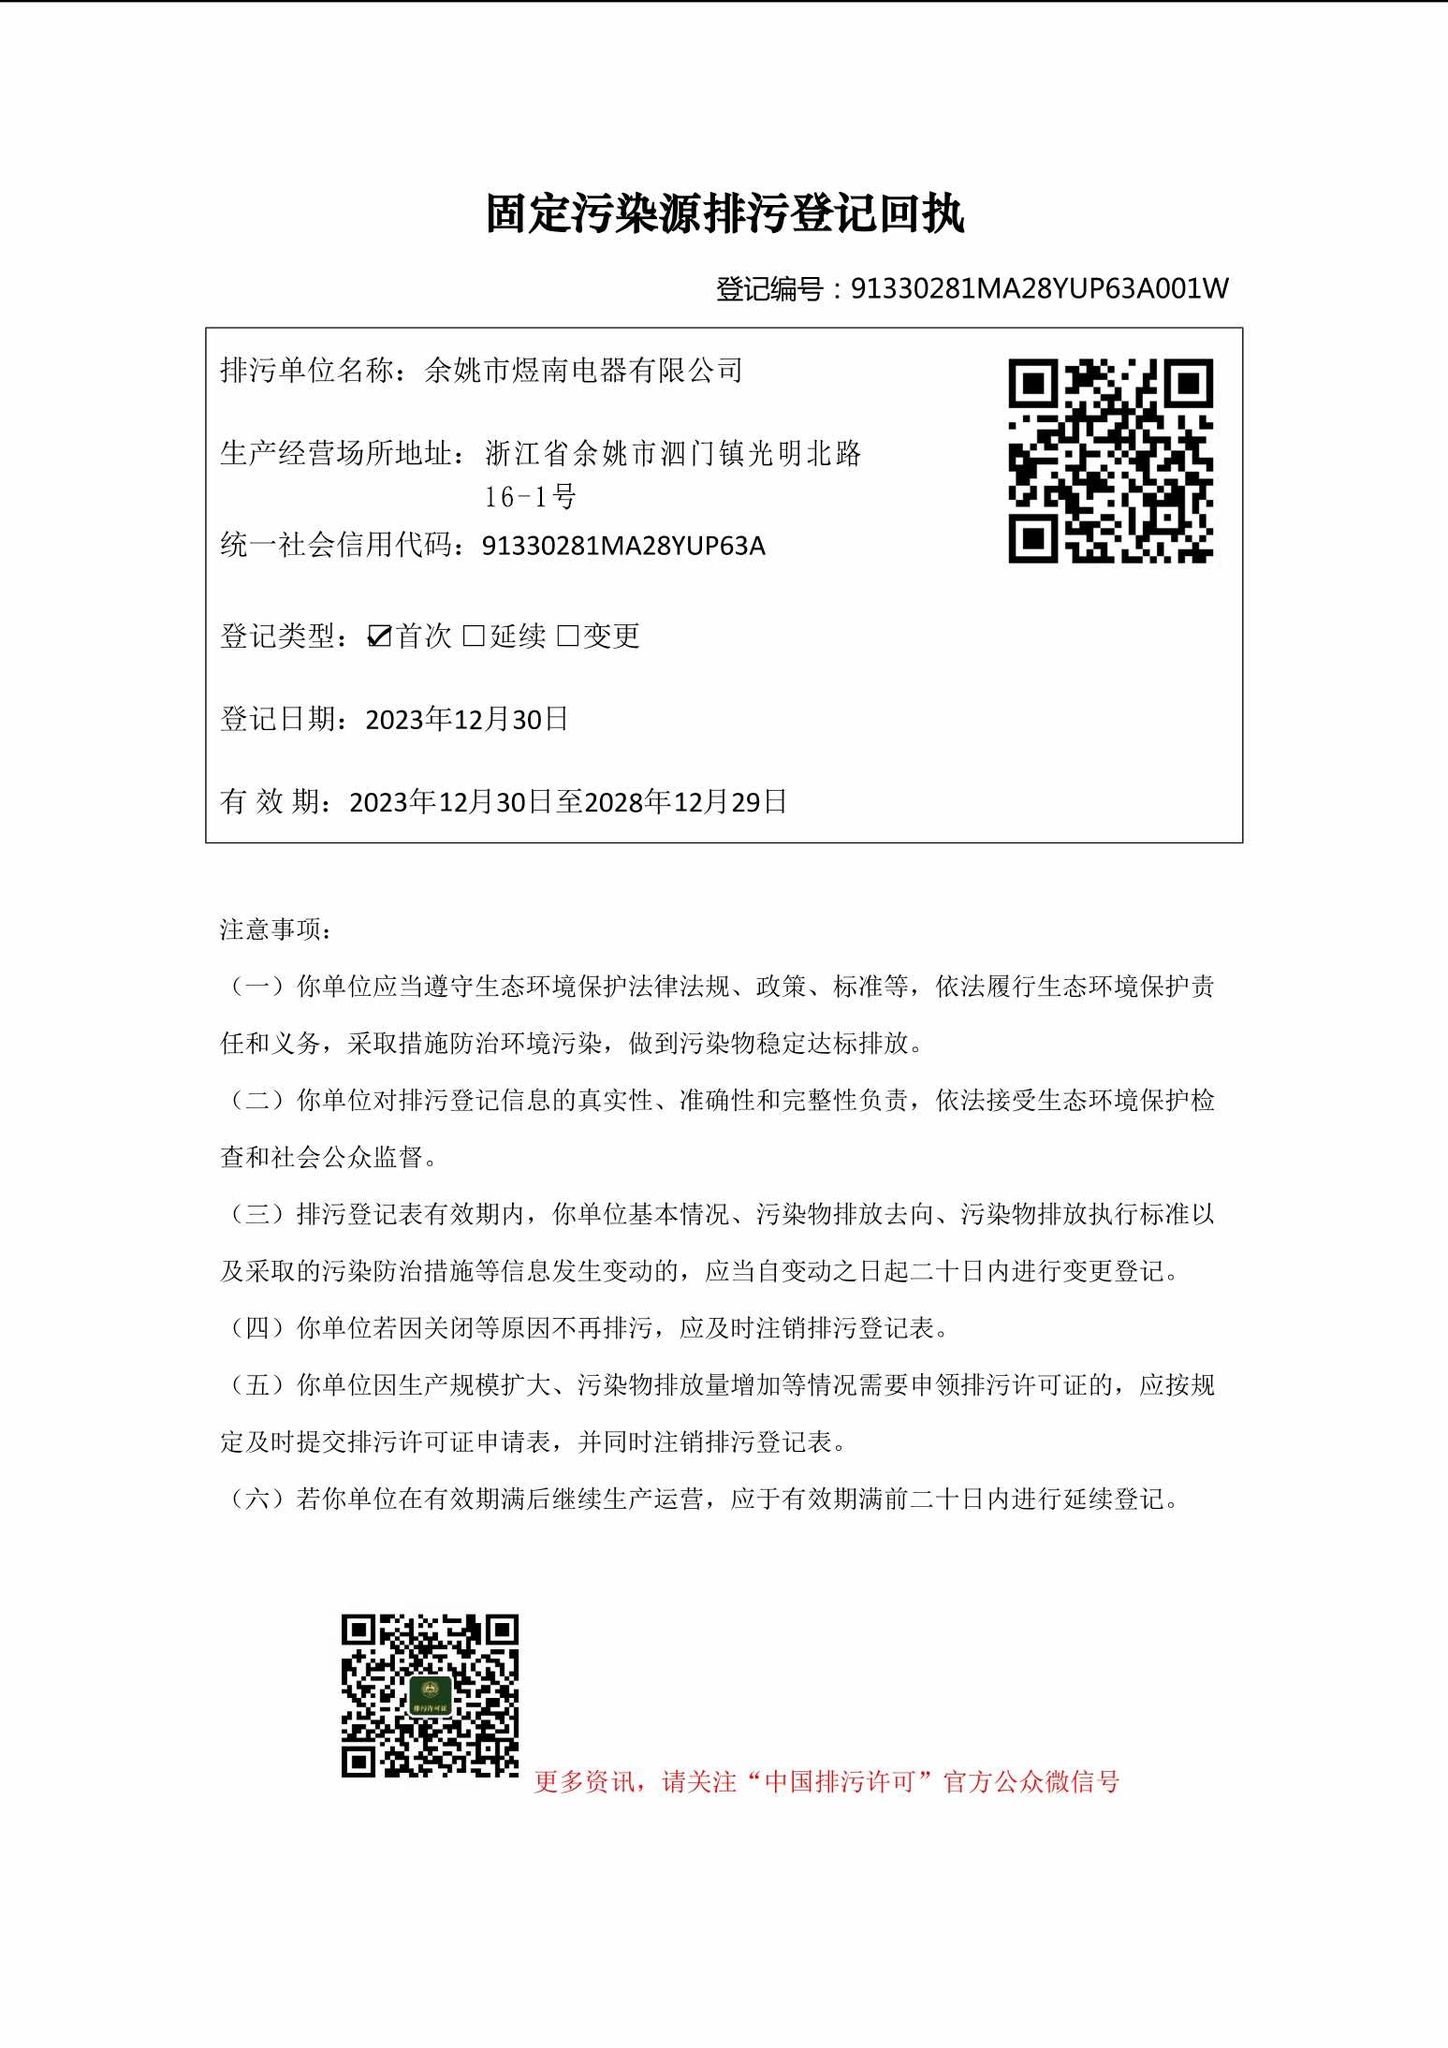 固定污染源排污登记回执
登记编号：91330281MA28YUP63A001W
排污单位名称：余姚市煜南电器有限公司
生产经营场所地址：浙江省余姚市泗门镇光明北路
16-1号
统一社会信用代码：91330281MA28YUP63A
登记类型：☑首次 □延续 □变更
登记日期：2023年12月30日
有 效 期：2023年12月30日至2028年12月29日
注意事项：
（一）你单位应当遵守生态环境保护法律法规、政策、标准等，依法履行生态环境保护责
任和义务，采取措施防治环境污染，做到污染物稳定达标排放。
（二）你单位对排污登记信息的真实性、准确性和完整性负责，依法接受生态环境保护检
查和社会公众监督。
（三）排污登记表有效期内，你单位基本情况、污染物排放去向、污染物排放执行标准以
及采取的污染防治措施等信息发生变动的，应当自变动之日起二十日内进行变更登记。
（四）你单位若因关闭等原因不再排污，应及时注销排污登记表。
（五）你单位因生产规模扩大、污染物排放量增加等情况需要申领排污许可证的，应按规
定及时提交排污许可证申请表，并同时注销排污登记表。
（六）若你单位在有效期满后继续生产运营，应于有效期满前二十日内进行延续登记。
排污许可证
更多资讯，请关注“中国排污许可”官方公众微信号